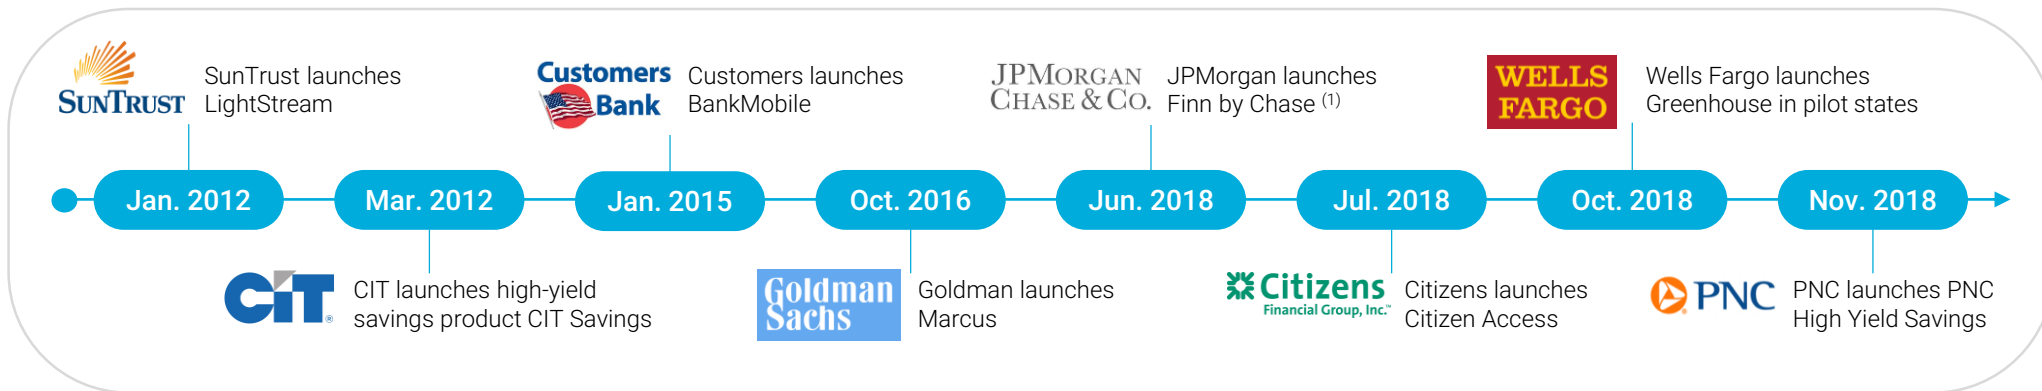 SUNTRUST
SunTrust launches
LightStream
Customers
Bank
Customers launches
BankMobile
JPMORGAN
CHASE & CO.
JPMorgan launches
Finn by Chase (1)
WELLS
FARGO
Wells Fargo launches
Greenhouse in pilot states
Jan. 2012
Mar. 2012
Jan. 2015
Oct. 2016
Jun. 2018
Jul. 2018
Oct. 2018
Nov. 2018
CIT®
CIT launches high-yield
savings product CIT Savings
Goldman
Sachs
Goldman launches
Marcus
Citizens
Financial Group, Inc.™
Citizens launches
Citizen Access
PNC
PNC launches PNC
High Yield Savings